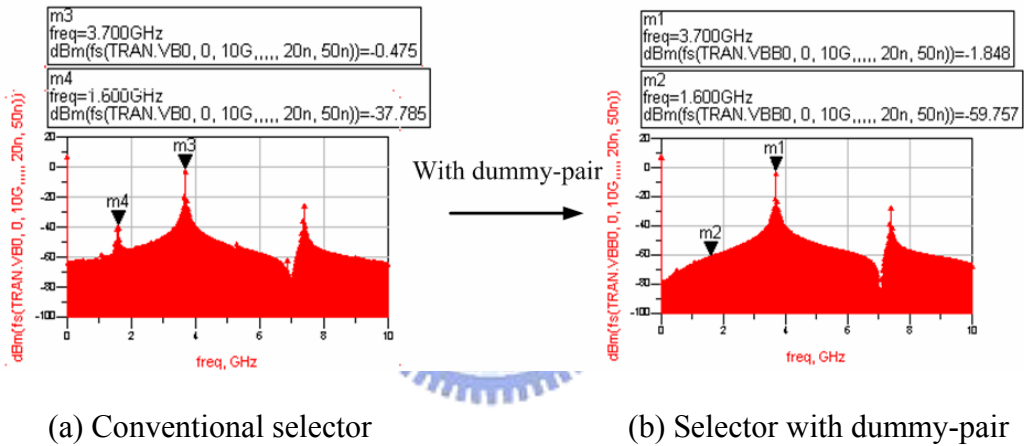 m3
freq=3.700GHz
dBm(fs(TRAN.VB0, 0, 10G,,,,, 20n, 50n))=-0.475
m4
freq=1.600GHz
dBm(fs(TRAN.VB0, 0, 10G,,,,, 20n, 50n))=-37.785
dBm(fs(TRAN.VB0, 0, 10G,,,,, 20n, 50n))
20
0
-20
-40
-60
-80
-100
m3
m4
0 2 4 6 8 10
freq, GHz
With dummy-pair
m1
freq=3.700GHz
dBm(fs(TRAN.VBB0, 0, 10G,,,,, 20n, 50n))=-1.848
m2
freq=1.600GHz
dBm(fs(TRAN.VBB0, 0, 10G,,,,, 20n, 50n))=-59.757
dBm(fs(TRAN.VBB0, 0, 10G,,,,, 20n, 50n))
20
0
-20
-40
-60
-80
-100
m1
m2
0 2 4 6 8 10
freq, GHz
(a) Conventional selector
(b) Selector with dummy-pair